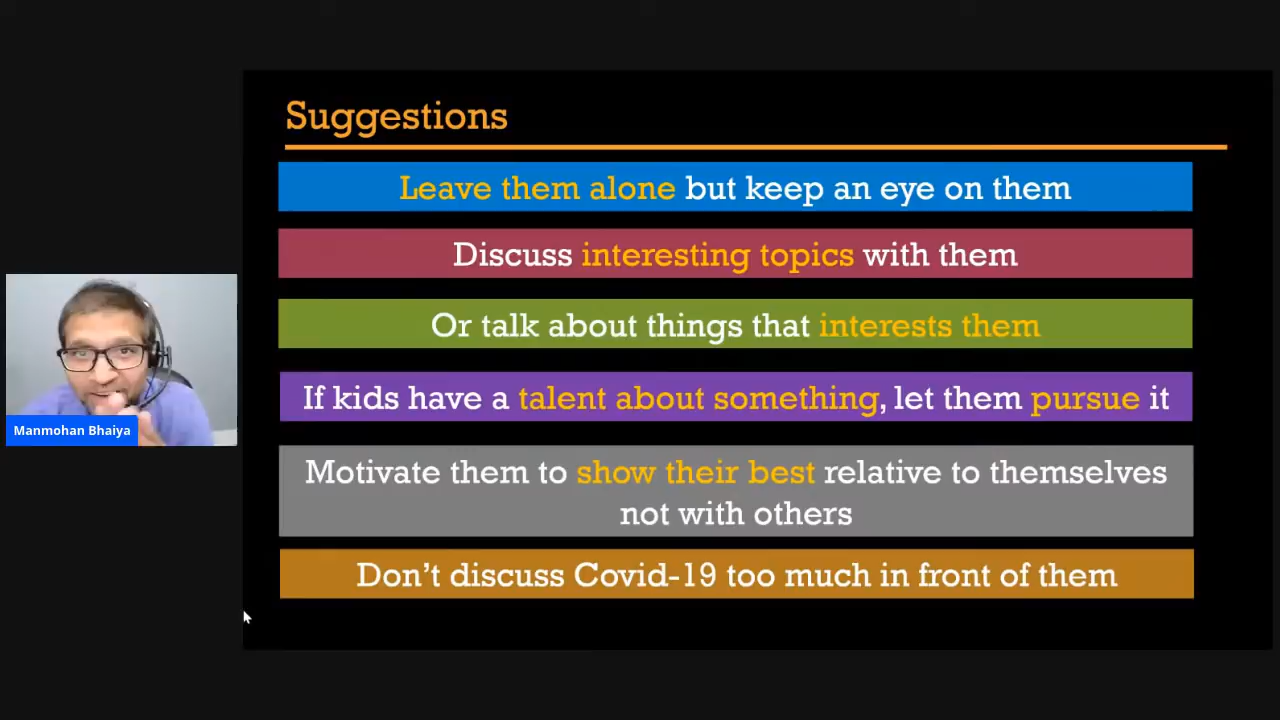 Suggestions
Leave them alone but keep an eye on them
Discuss interesting topics with them
Or talk about things that interests them
If kids have a talent about something, let them pursue it
Motivate them to show their best relative to themselves
not with others
Don’t discuss Covid-19 too much in front of them
Manmohan Bhaiya